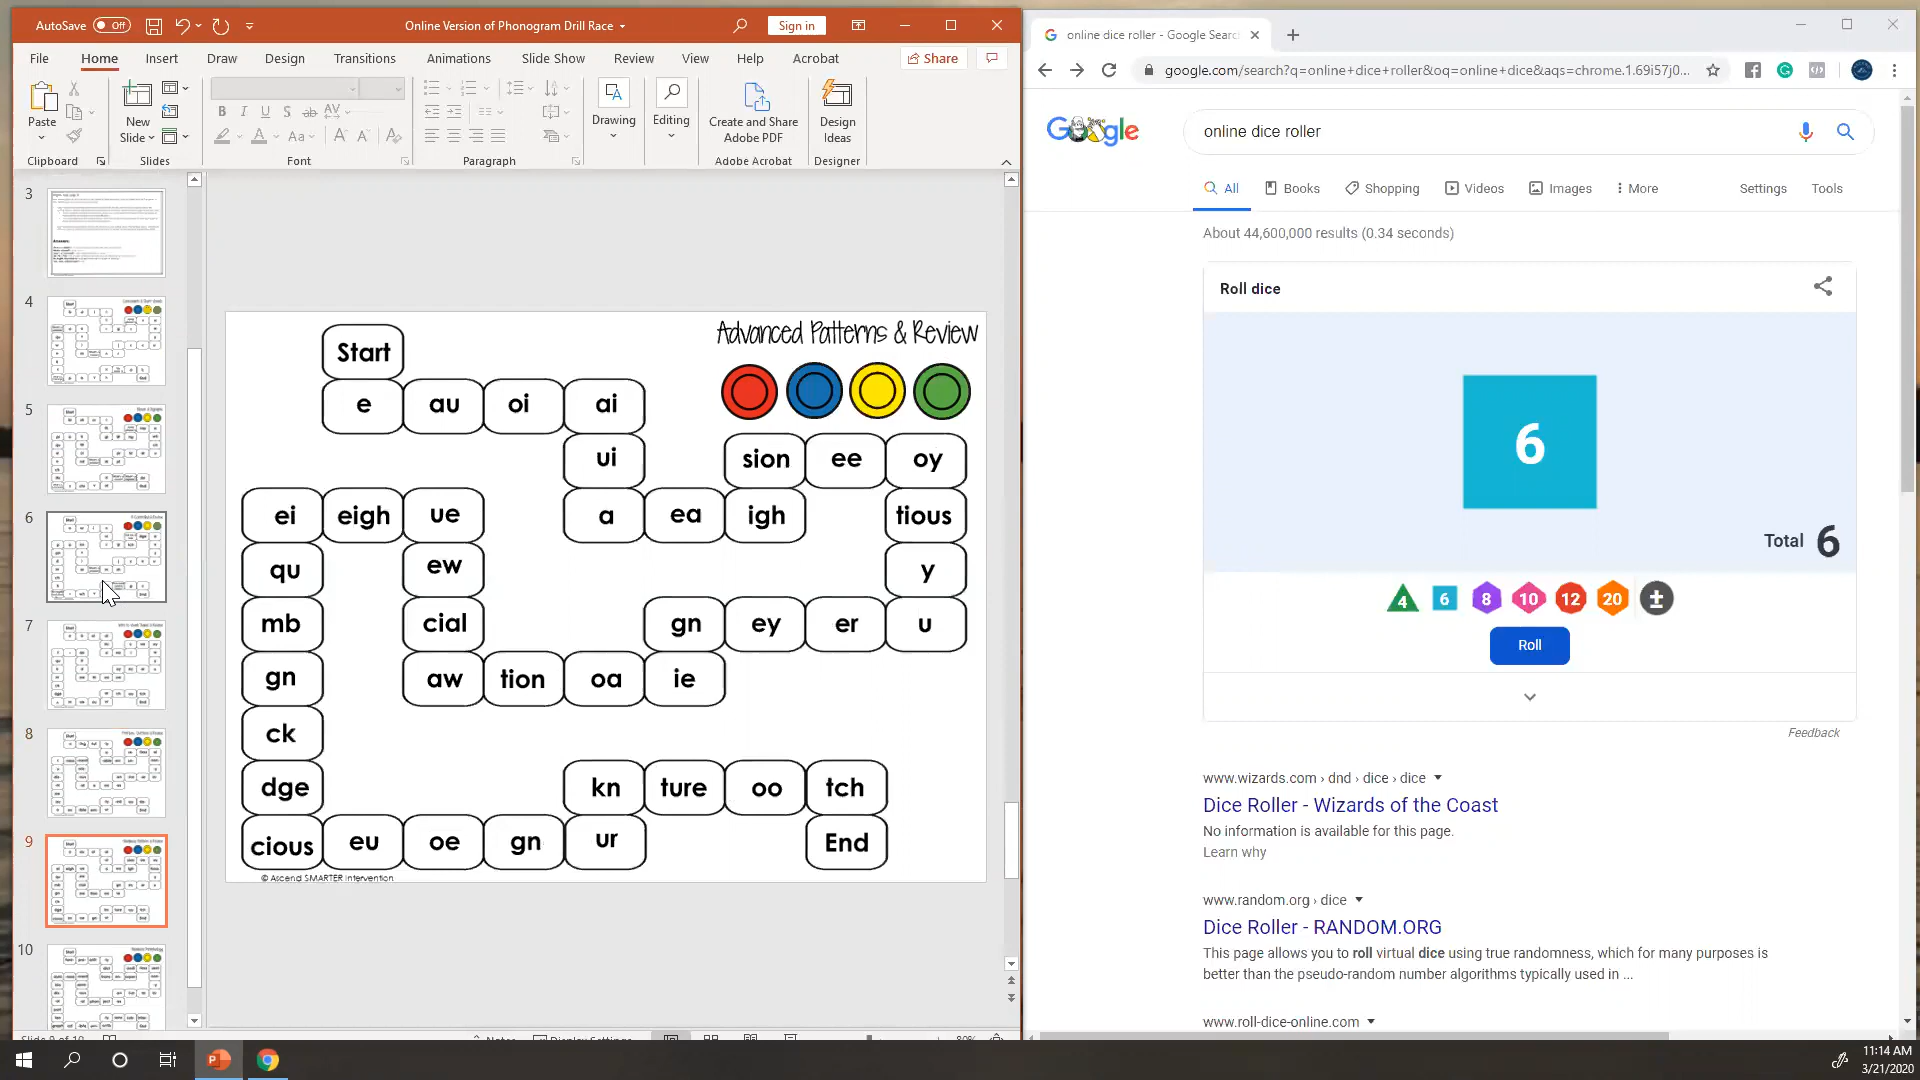 AutoSave Off
Online Version of Phonogram Drill Race
Sign in
File Home Insert Draw Design Transitions Animations Slide Show Review View Help Acrobat
Share
Paste
New Slide
Drawing
Editing
Create and Share Adobe PDF
Design Ideas
Clipboard Slides Font Paragraph Adobe Acrobat Designer
3
4
5
6
7
8
9
10
Advanced Patterns & Review
Start
e au oi ai
ui sion ee oy
ei eigh ue a ea igh tious
qu ew y
mb cial gn ey er u
gn aw tion oa ie
ck
dge kn ture oo tch
cious eu oe gn ur End
© Ascend SMARTER Intervention
online dice roller - Google Searc
google.com/search?q=online+dice+roller&oq=online+dice&aqs=chrome.1.69i57j0...
Google
online dice roller
All Books Shopping Videos Images More Settings Tools
About 44,600,000 results (0.34 seconds)
Roll dice
6
Total 6
4 6 8 10 12 20 ±
Roll
Feedback
www.wizards.com › dnd › dice › dice
Dice Roller - Wizards of the Coast
No information is available for this page.
Learn why
www.random.org › dice
Dice Roller - RANDOM.ORG
This page allows you to roll virtual dice using true randomness, which for many purposes is
better than the pseudo-random number algorithms typically used in ...
www.roll-dice-online.com
11:14 AM
3/21/2020